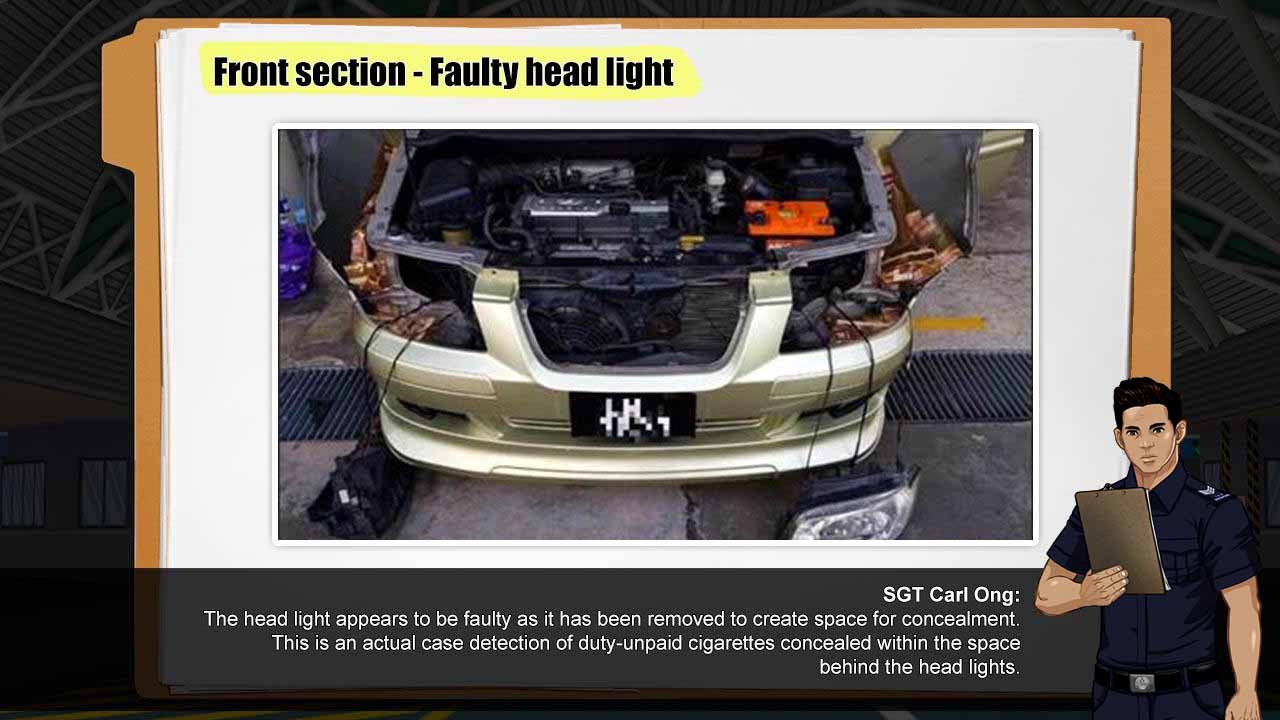 Front section - Faulty head light
SGT Carl Ong:
The head light appears to be faulty as it has been removed to create space for concealment.
This is an actual case detection of duty-unpaid cigarettes concealed within the space
behind the head lights.